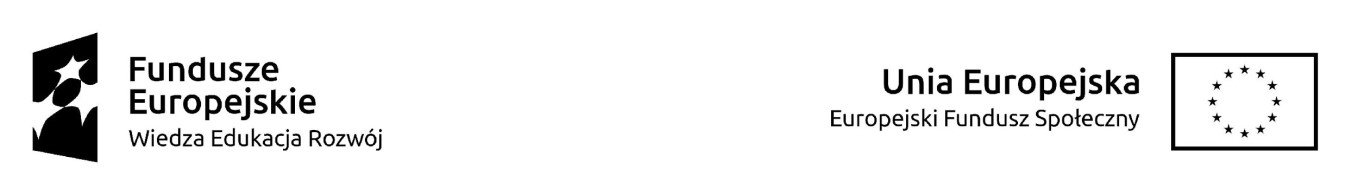 Fundusze
Europejskie
Wiedza Edukacja Rozwój
Unia Europejska
Europejski Fundusz Społeczny